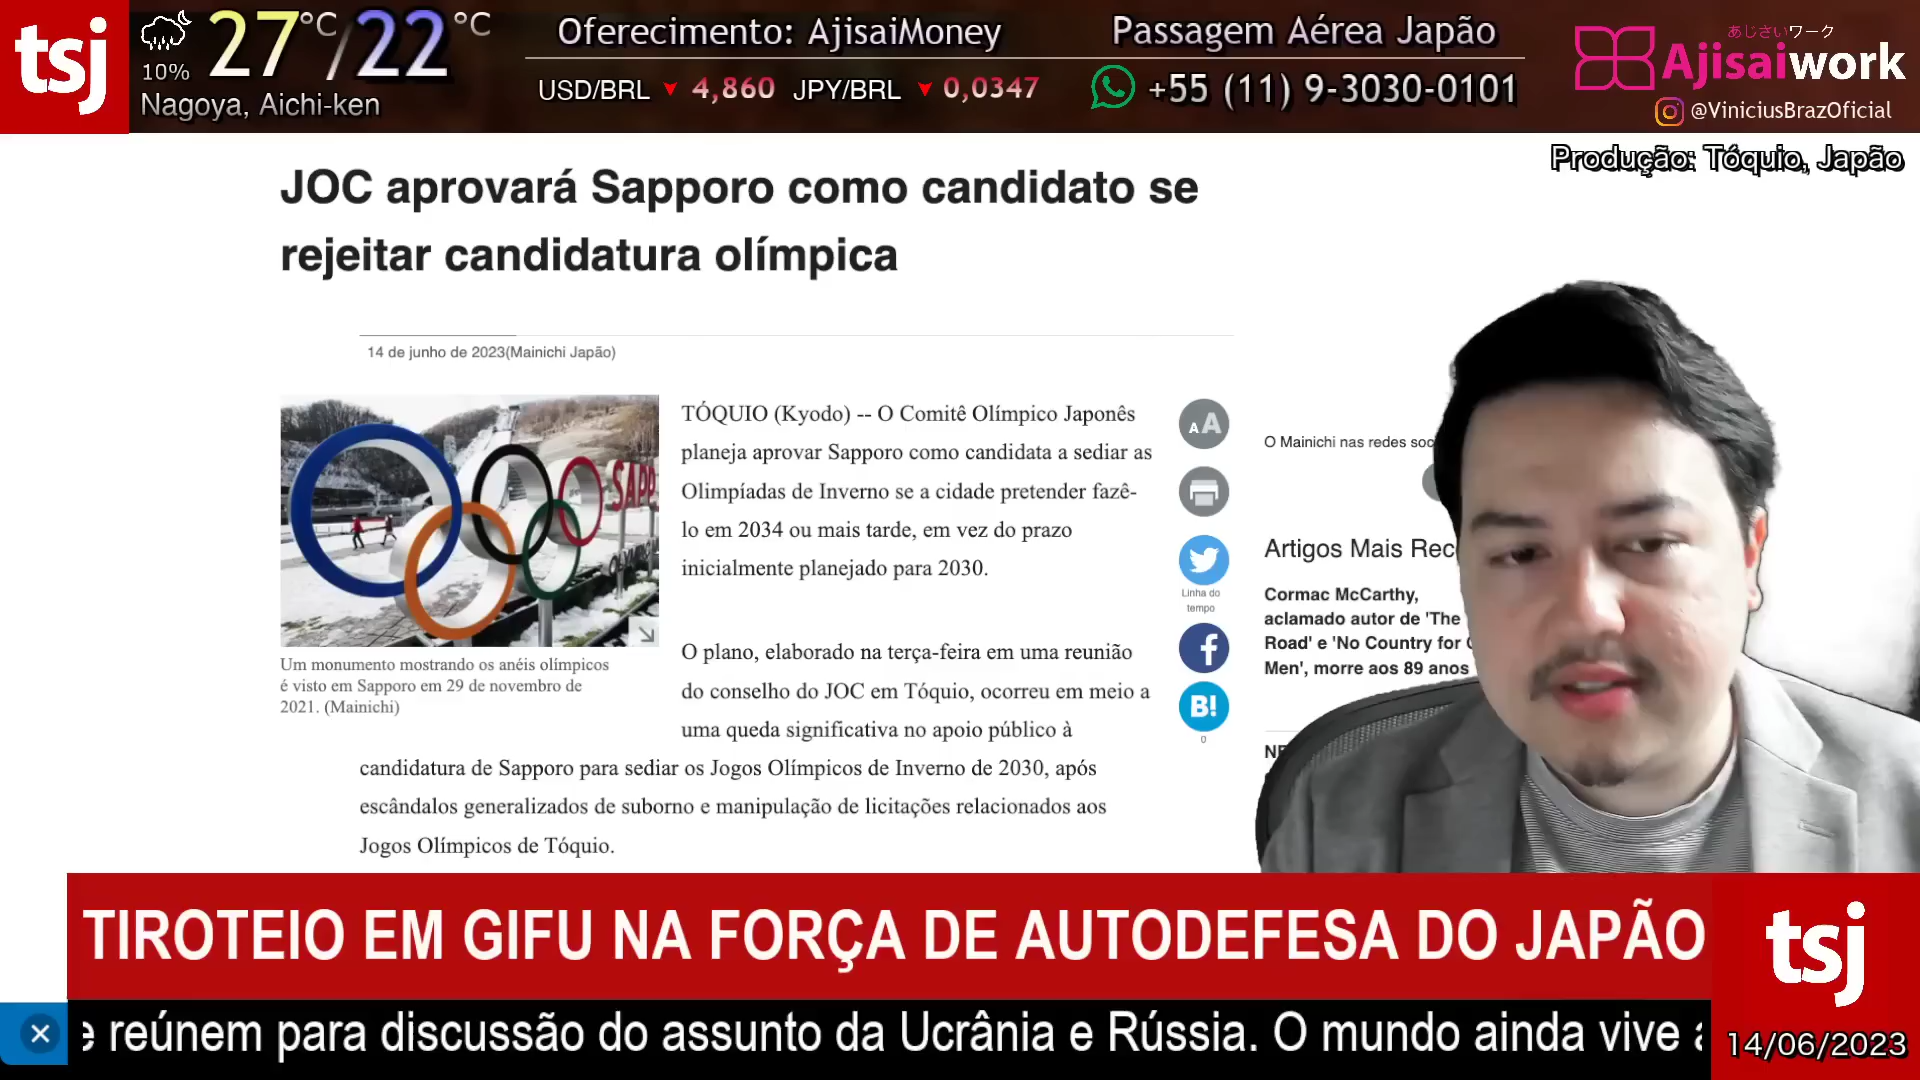 tsj
10%
27°C/22°C
Nagoya, Aichi-ken
Oferecimento: AjisaiMoney
USD/BRL ▼ 4,860 JPY/BRL ▼ 0,0347
Passagem Aérea Japão
+55 (11) 9-3030-0101
あじさいワーク
Ajisaiwork
@ViniciusBrazOficial
Produção: Tóquio, Japão
JOC aprovará Sapporo como candidato se
rejeitar candidatura olímpica
14 de junho de 2023(Mainichi Japão)
SAPP
Um monumento mostrando os anéis olímpicos
é visto em Sapporo em 29 de novembro de
2021. (Mainichi)
TÓQUIO (Kyodo) -- O Comitê Olímpico Japonês
planeja aprovar Sapporo como candidata a sediar as
Olimpíadas de Inverno se a cidade pretender fazê-
lo em 2034 ou mais tarde, em vez do prazo
inicialmente planejado para 2030.
O plano, elaborado na terça-feira em uma reunião
do conselho do JOC em Tóquio, ocorreu em meio a
uma queda significativa no apoio público à
candidatura de Sapporo para sediar os Jogos Olímpicos de Inverno de 2030, após
escândalos generalizados de suborno e manipulação de licitações relacionados aos
Jogos Olímpicos de Tóquio.
AA
Linha do
tempo
f
B!
0
O Mainichi nas redes soc
Artigos Mais Rec
Cormac McCarthy,
aclamado autor de 'The
Road' e 'No Country for
Men', morre aos 89 anos
NE
TIROTEIO EM GIFU NA FORÇA DE AUTODEFESA DO JAPÃO
tsj
e reúnem para discussão do assunto da Ucrânia e Rússia. O mundo ainda vive a
14/06/2023